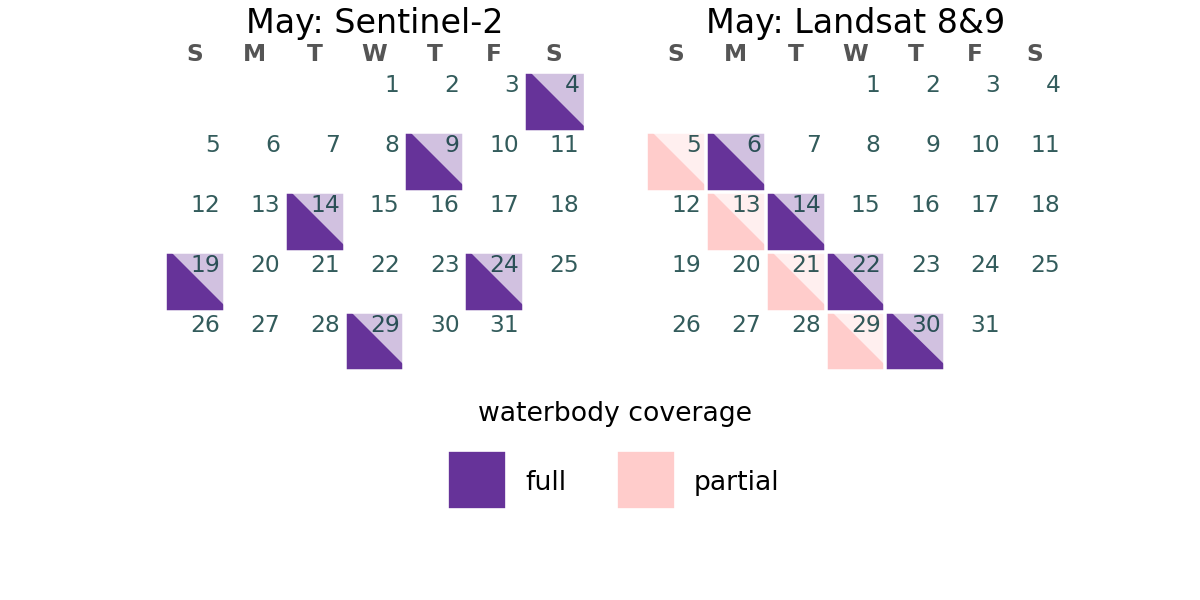 May: Sentinel-2
S M T W T F S
1 2 3 4
5 6 7 8 9 10 11
12 13 14 15 16 17 18
19 20 21 22 23 24 25
26 27 28 29 30 31
May: Landsat 8&9
S M T W T F S
1 2 3 4
5 6 7 8 9 10 11
12 13 14 15 16 17 18
19 20 21 22 23 24 25
26 27 28 29 30 31
waterbody coverage
full
partial